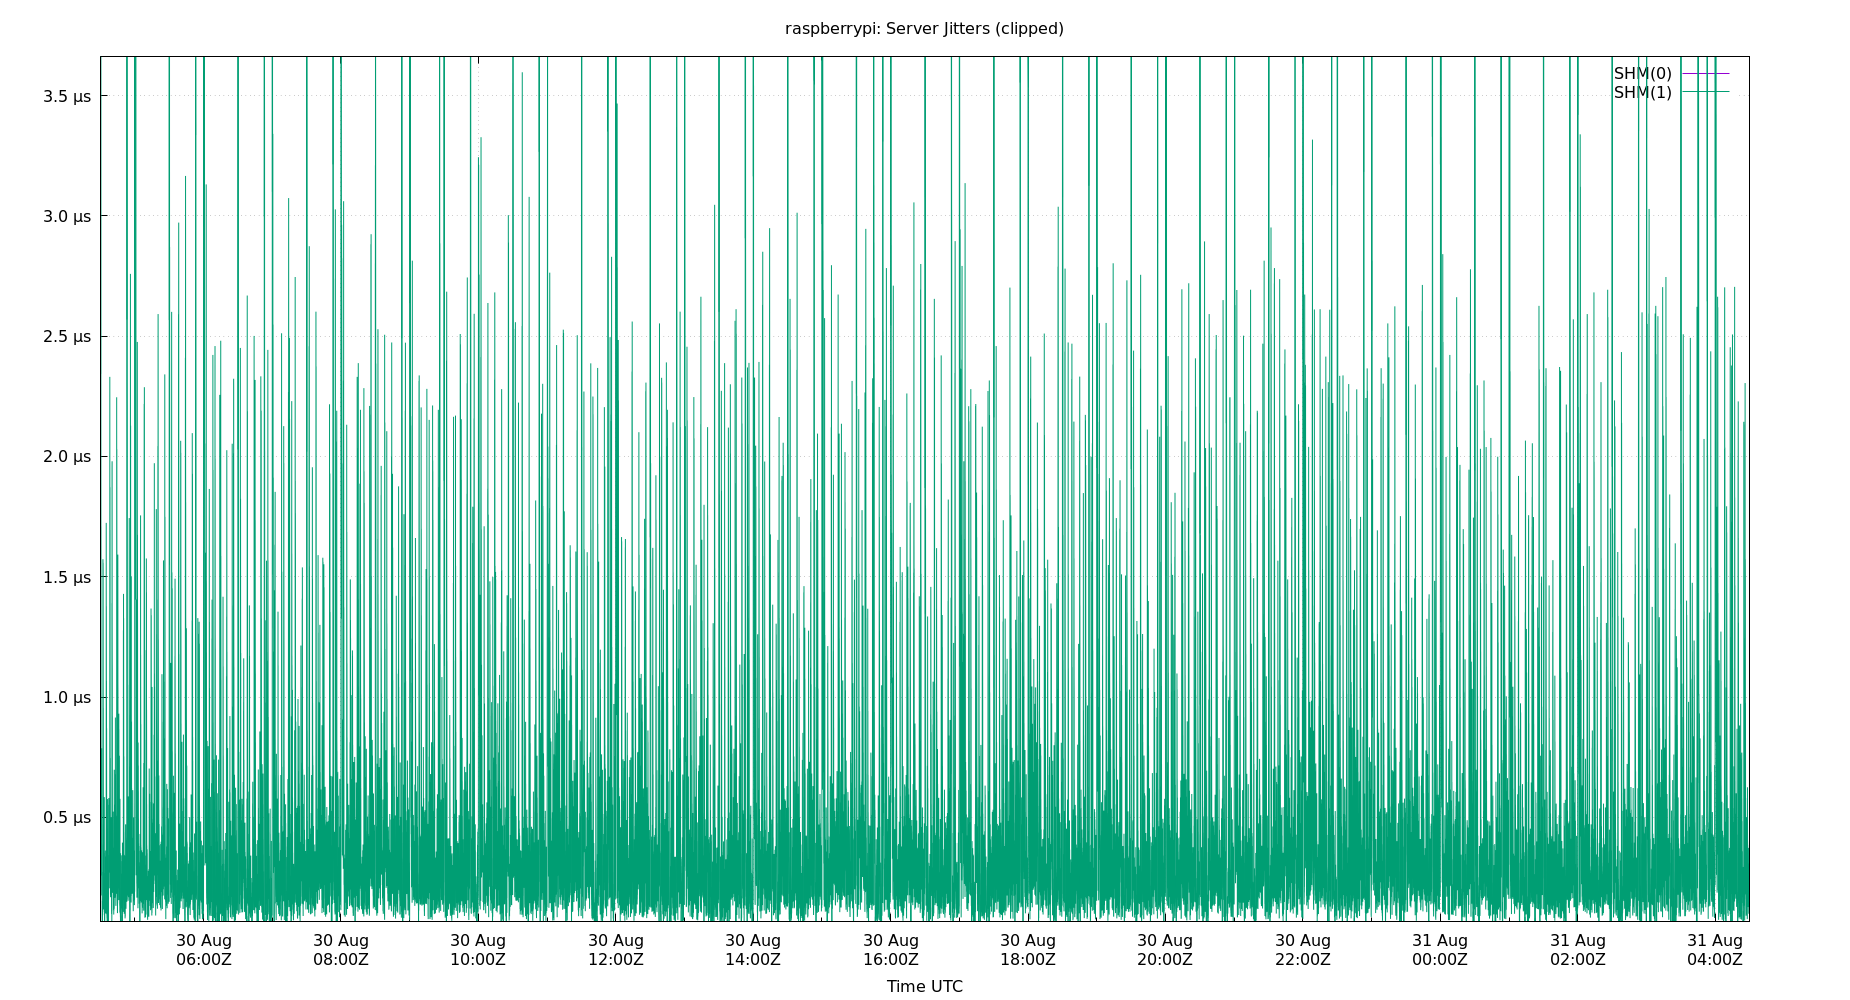 raspberrypi: Server Jitters (clipped)
SHM(0)
SHM(1)
3.5 µs
3.0 µs
2.5 µs
2.0 µs
1.5 µs
1.0 µs
0.5 µs
30 Aug 30 Aug 30 Aug 30 Aug 30 Aug 30 Aug 30 Aug 30 Aug 30 Aug 31 Aug 31 Aug 31 Aug
06:00Z 08:00Z 10:00Z 12:00Z 14:00Z 16:00Z 18:00Z 20:00Z 22:00Z 00:00Z 02:00Z 04:00Z
Time UTC